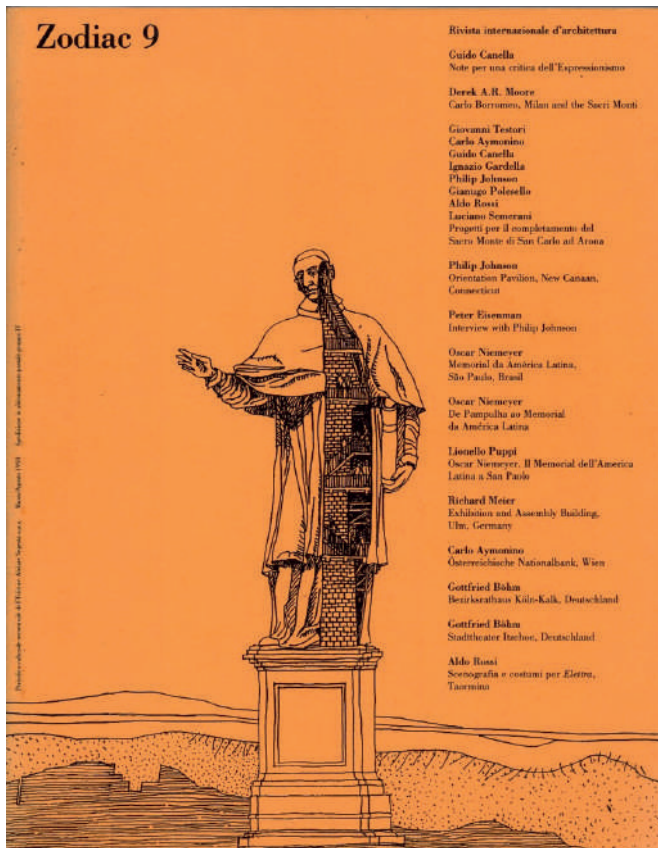 Zodiac 9
Rivista internazionale d'architettura
Guido Canella
Note per una critica dell'Espressionismo
Derek A.R. Moore
Carlo Borromeo, Milan and the Sacri Monti
Giovanni Testori
Carlo Aymonino
Guido Canella
Ignazio Gardella
Philip Johnson
Gianugo Polesello
Aldo Rossi
Luciano Semerani
Progetti per il completamento del
Sacro Monte di San Carlo ad Arona
Philip Johnson
Orientation Pavilion, New Canaan,
Connecticut
Peter Eisenman
Interview with Philip Johnson
Oscar Niemeyer
Memorial da América Latina,
São Paulo, Brasil
Oscar Niemeyer
De Pampulha ao Memorial
da América Latina
Lionello Puppi
Oscar Niemeyer. Il Memorial dell'America
Latina a San Paolo
Richard Meier
Exhibition and Assembly Building,
Ulm, Germany
Carlo Aymonino
Österreichische Nationalbank, Wien
Gottfried Böhm
Bezirksrathaus Köln-Kalk, Deutschland
Gottfried Böhm
Stadttheater Itzehoe, Deutschland
Aldo Rossi
Scenografia e costumi per Elettra,
Taormina